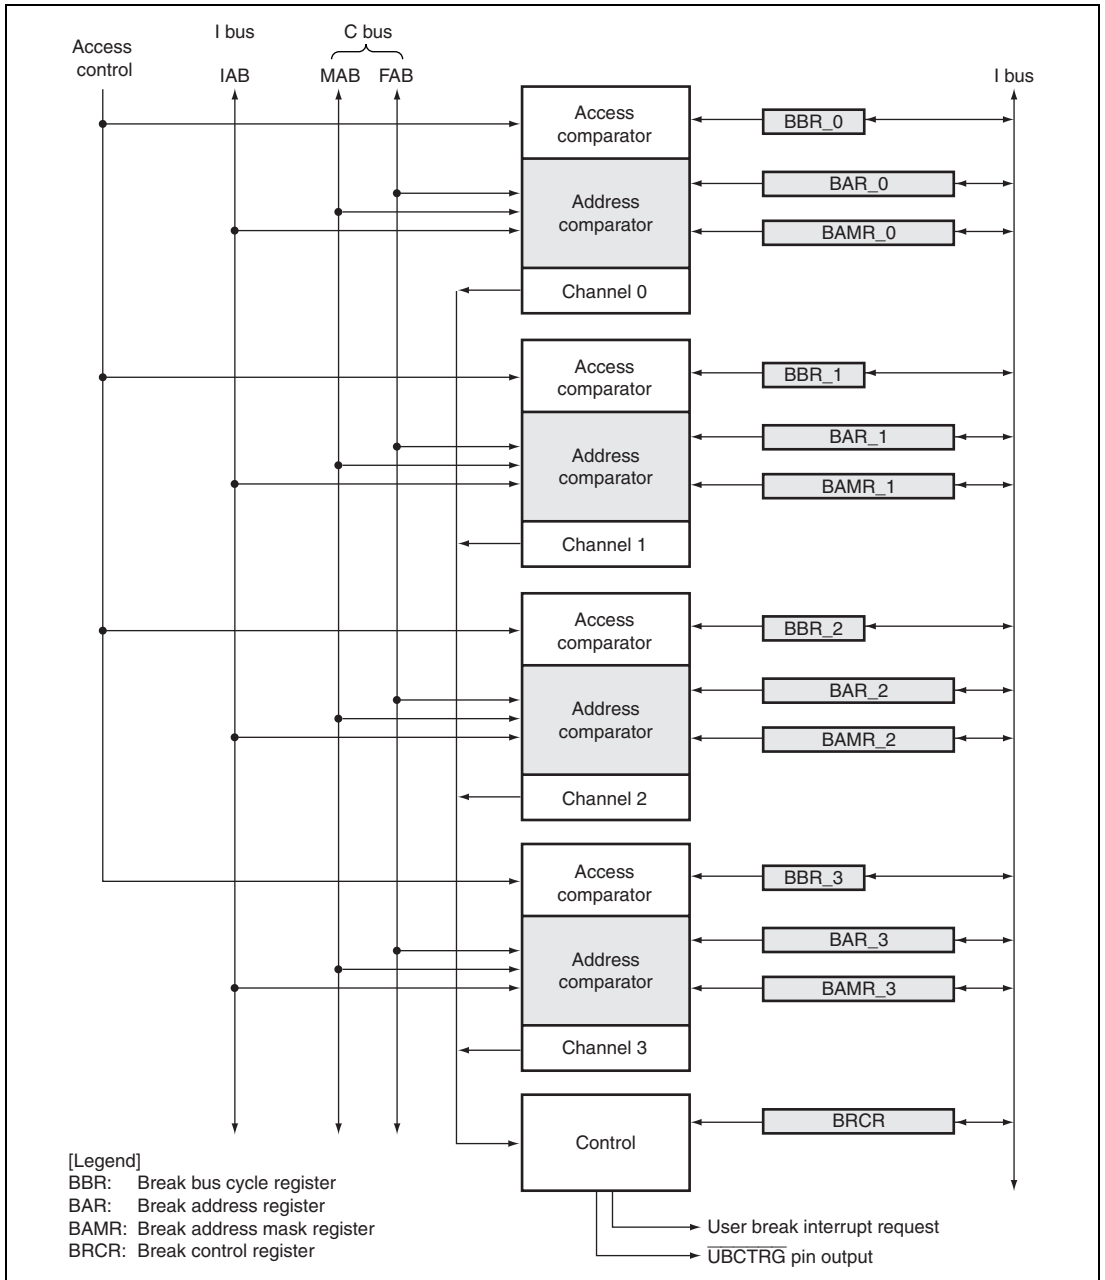 Access
control
I bus
C bus
IAB
MAB FAB
I bus
Access
comparator
BBR_0
Address
comparator
BAR_0
BAMR_0
Channel 0
Access
comparator
BBR_1
Address
comparator
BAR_1
BAMR_1
Channel 1
Access
comparator
BBR_2
Address
comparator
BAR_2
BAMR_2
Channel 2
Access
comparator
BBR_3
Address
comparator
BAR_3
BAMR_3
Channel 3
Control
BRCR
User break interrupt request
UBCTRG pin output
[Legend]
BBR: Break bus cycle register
BAR: Break address register
BAMR: Break address mask register
BRCR: Break control register